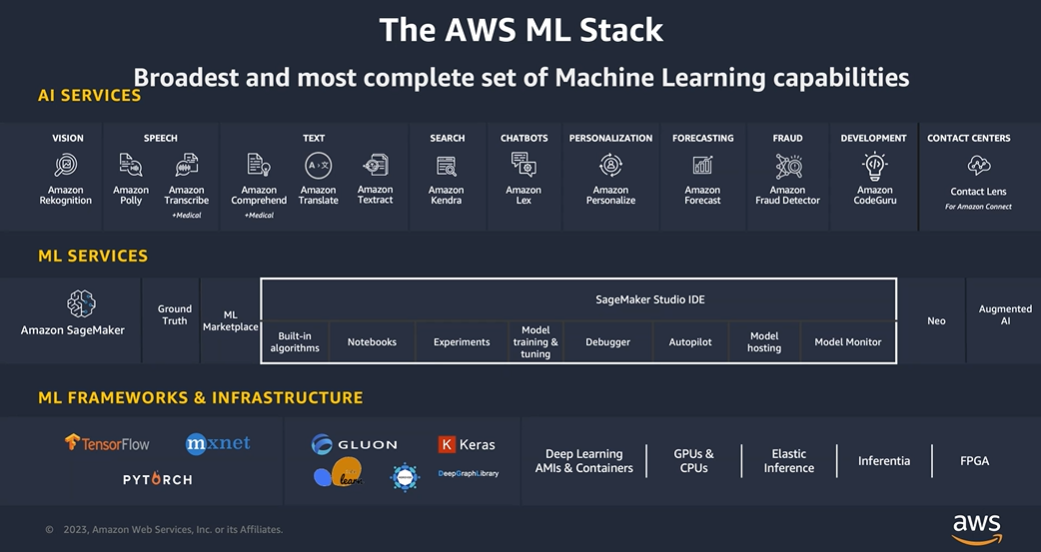 The AWS ML Stack
Broadest and most complete set of Machine Learning capabilities
AI SERVICES
VISION
SPEECH
TEXT
SEARCH
CHATBOTS
PERSONALIZATION
FORECASTING
FRAUD
DEVELOPMENT
CONTACT CENTERS
Amazon
Rekognition
Amazon
Polly
Amazon
Transcribe
+Medical
Amazon
Comprehend
+Medical
A
文
Amazon
Translate
Amazon
Textract
Amazon
Kendra
Amazon
Lex
Amazon
Personalize
Amazon
Forecast
Amazon
Fraud Detector
Amazon
CodeGuru
Contact Lens
For Amazon Connect
ML SERVICES
Amazon SageMaker
Ground
Truth
ML
Marketplace
SageMaker Studio IDE
Built-in
algorithms
Notebooks
Experiments
Model
training &
tuning
Debugger
Autopilot
Model
hosting
Model Monitor
Neo
Augmented
AI
ML FRAMEWORKS & INFRASTRUCTURE
TensorFlow
mxnet
PYTORCH
GLUON
K Keras
learn
DeepGraphLibrary
Deep Learning
AMIs & Containers
GPUs &
CPUs
Elastic
Inference
Inferentia
FPGA
© 2023, Amazon Web Services, Inc. or its Affiliates.
aws